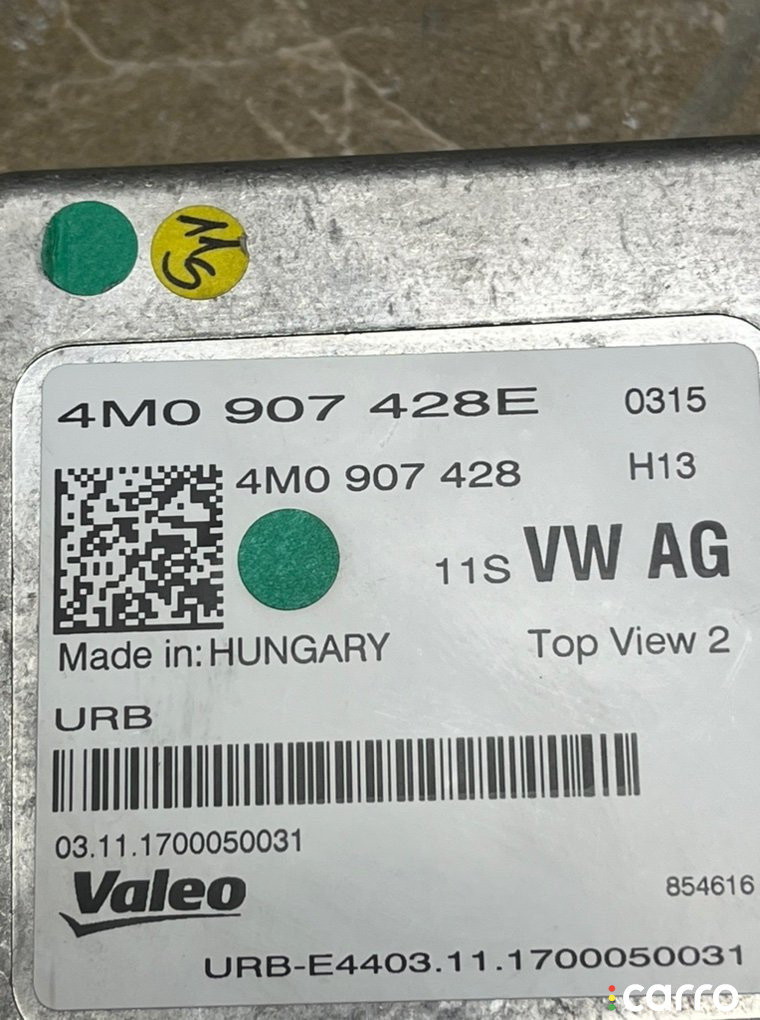 11S
4M0 907 428E 0315
4M0 907 428 H13
11S VW AG
Made in: HUNGARY Top View 2
URB
03.11.1700050031
Valeo 854616
URB-E4403.11.1700050031
carro